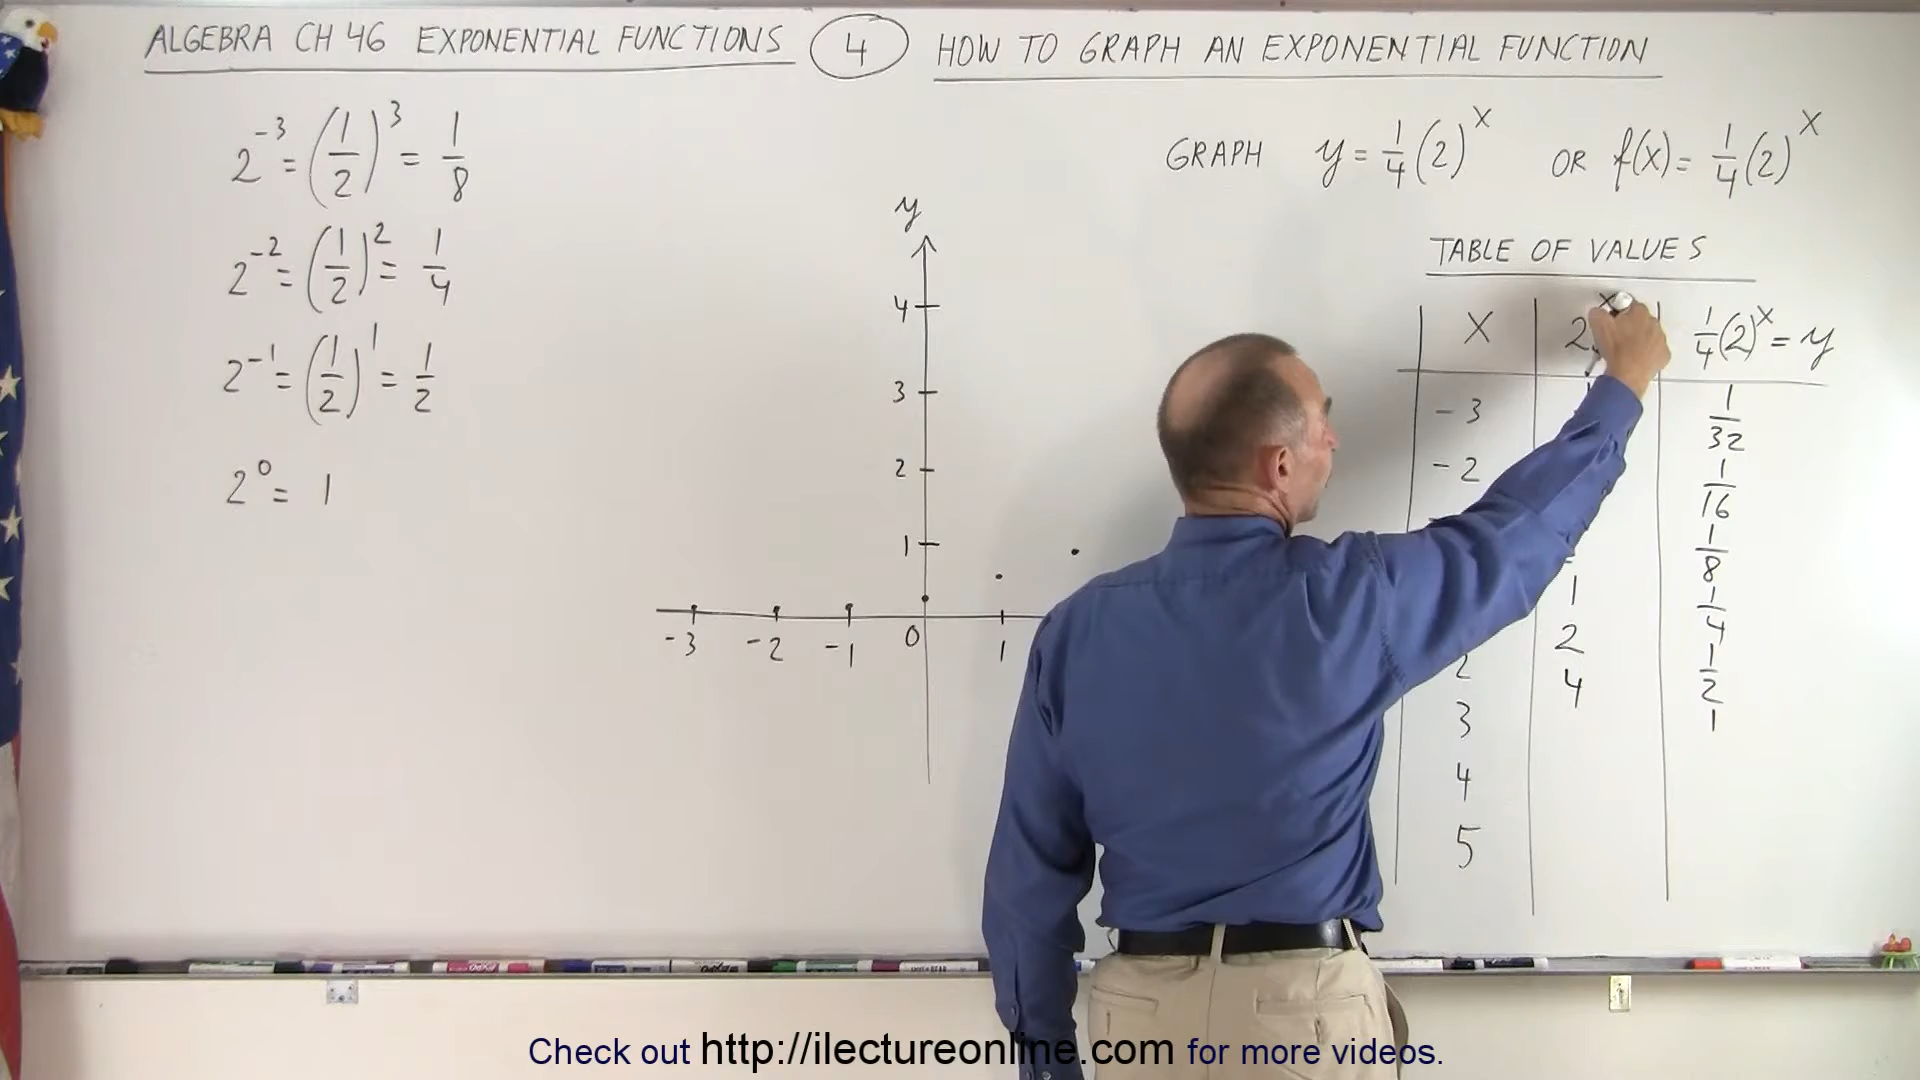 ALGEBRA CH 46 EXPONENTIAL FUNCTIONS 4 HOW TO GRAPH AN EXPONENTIAL FUNCTION
2^-3 = (1/2)^3 = 1/8
2^-2 = (1/2)^2 = 1/4
2^-1 = (1/2)^1 = 1/2
2^0 = 1
GRAPH y = 1/4 (2)^x OR f(x) = 1/4 (2)^x
y
4
3
2
1
-3 -2 -1 0 1
TABLE OF VALUES
X 2^x 1/4 (2)^x = y
-3 1/32
-2 1/16
1/8
1 1/4
2 1/2
2 4 1
3
4
5
Check out http://ilectureonline.com for more videos.